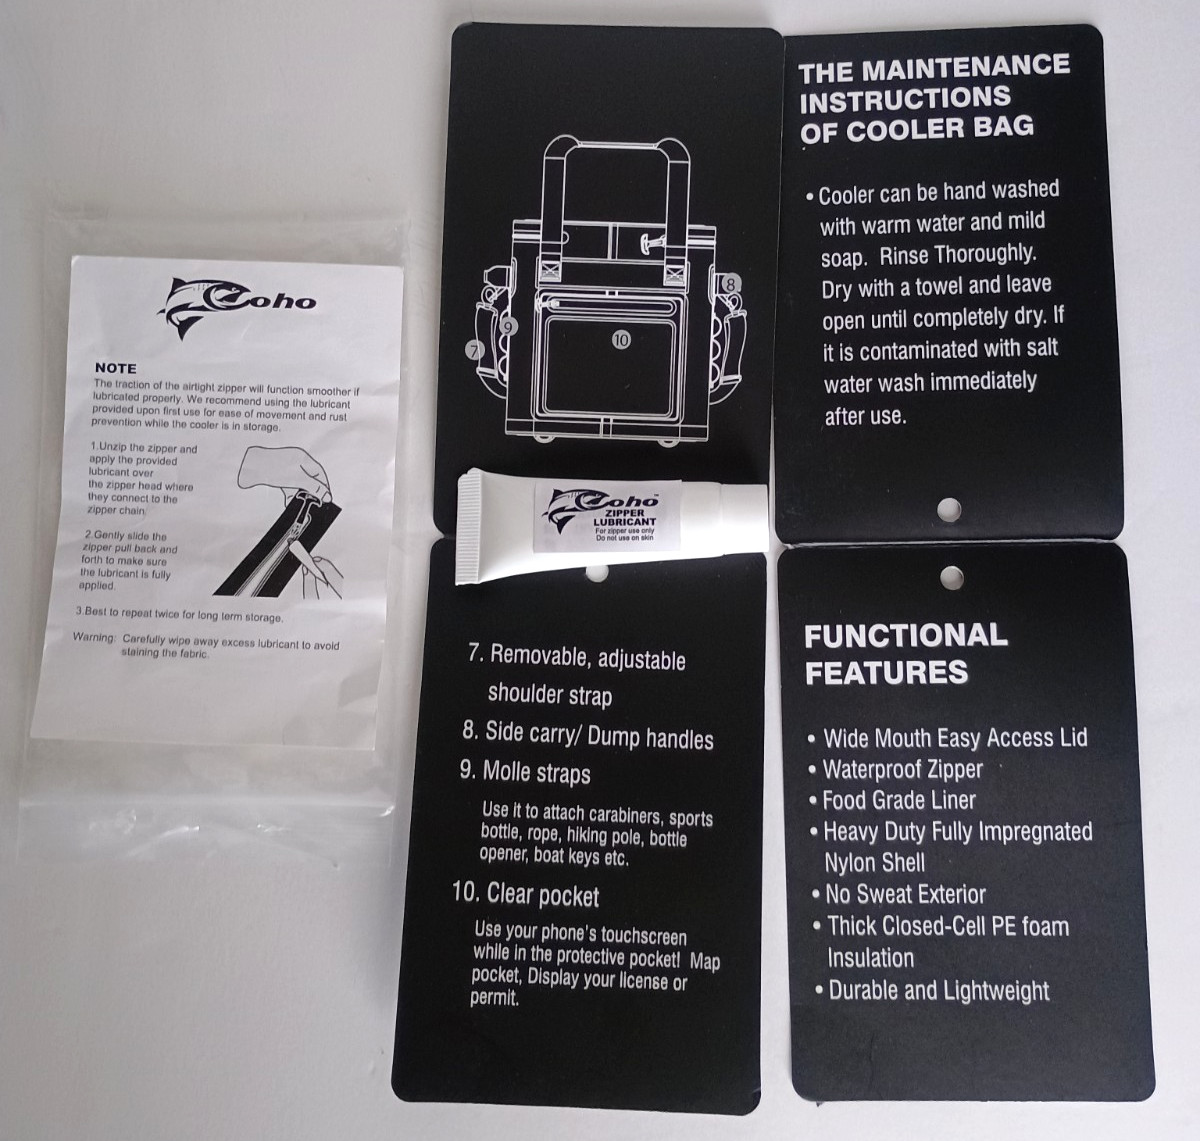 Coho
NOTE
The traction of the airtight zipper will function smoother if
lubricated properly. We recommend using the lubricant
provided upon first use for ease of movement and rust
prevention while the cooler is in storage.
1.Unzip the zipper and
apply the provided
lubricant over
the zipper head where
they connect to the
zipper chain
2.Gently slide the
zipper pull back and
forth to make sure
the lubricant is fully
applied.
3.Best to repeat twice for long term storage.
Warning: Carefully wipe away excess lubricant to avoid
staining the fabric.
8
9
7
10
Coho™
ZIPPER
LUBRICANT
For zipper use only
Do not use on skin
7. Removable, adjustable
shoulder strap
8. Side carry/ Dump handles
9. Molle straps
Use it to attach carabiners, sports
bottle, rope, hiking pole, bottle
opener, boat keys etc.
10. Clear pocket
Use your phone's touchscreen
while in the protective pocket! Map
pocket, Display your license or
permit.
THE MAINTENANCE
INSTRUCTIONS
OF COOLER BAG
• Cooler can be hand washed
with warm water and mild
soap. Rinse Thoroughly.
Dry with a towel and leave
open until completely dry. If
it is contaminated with salt
water wash immediately
after use.
FUNCTIONAL
FEATURES
• Wide Mouth Easy Access Lid
• Waterproof Zipper
• Food Grade Liner
• Heavy Duty Fully Impregnated
Nylon Shell
• No Sweat Exterior
• Thick Closed-Cell PE foam
Insulation
• Durable and Lightweight